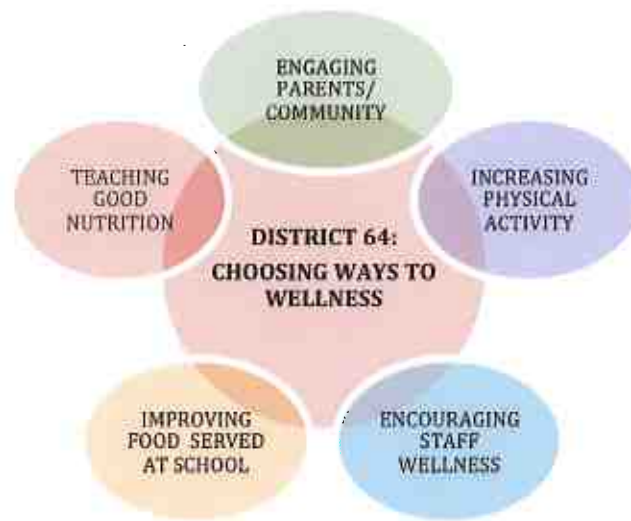 ENGAGING
PARENTS/
COMMUNITY
TEACHING
GOOD
NUTRITION
INCREASING
PHYSICAL
ACTIVITY
DISTRICT 64:
CHOOSING WAYS TO
WELLNESS
IMPROVING
FOOD SERVED
AT SCHOOL
ENCOURAGING
STAFF
WELLNESS